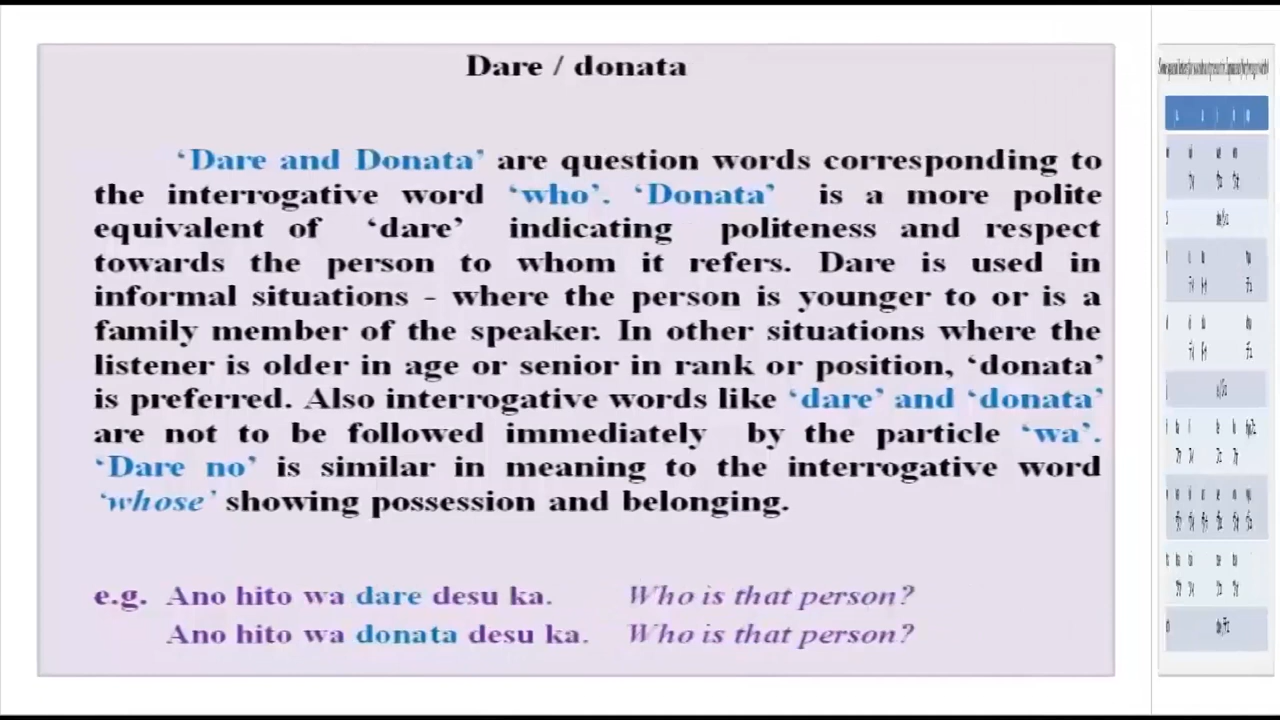 Dare / donata
‘Dare and Donata’ are question words corresponding to
the interrogative word ‘who’. ‘Donata’ is a more polite
equivalent of ‘dare’ indicating politeness and respect
towards the person to whom it refers. Dare is used in
informal situations - where the person is younger to or is a
family member of the speaker. In other situations where the
listener is older in age or senior in rank or position, ‘donata’
is preferred. Also interrogative words like ‘dare’ and ‘donata’
are not to be followed immediately by the particle ‘wa’.
‘Dare no’ is similar in meaning to the interrogative word
‘whose’ showing possession and belonging.
e.g. Ano hito wa dare desu ka. Who is that person?
Ano hito wa donata desu ka. Who is that person?